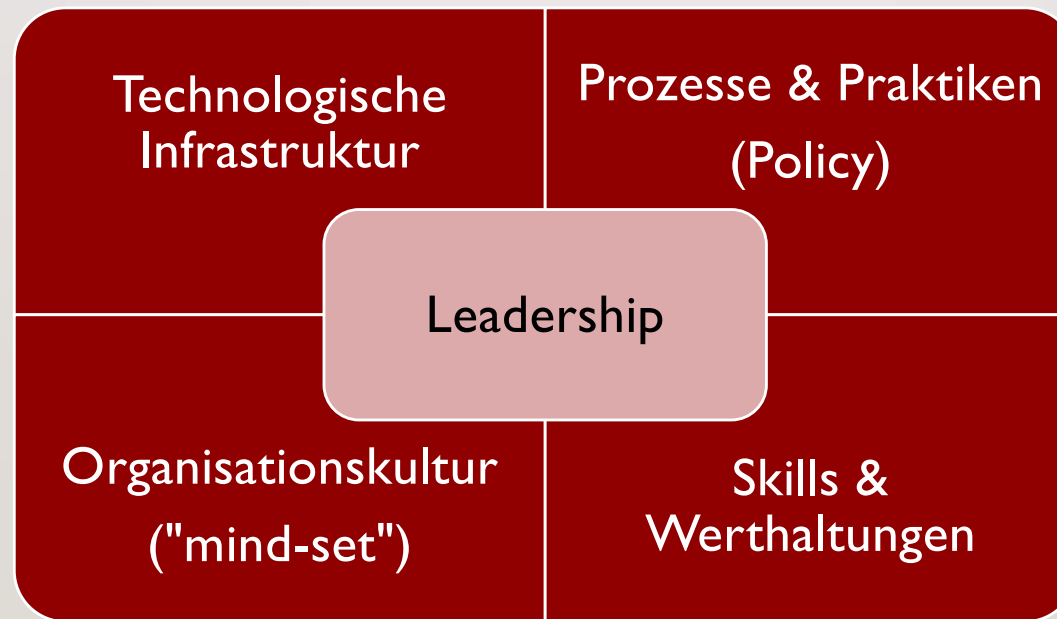 Technologische
Infrastruktur
Prozesse & Praktiken
(Policy)
Leadership
Organisationskultur
("mind-set")
Skills &
Werthaltungen